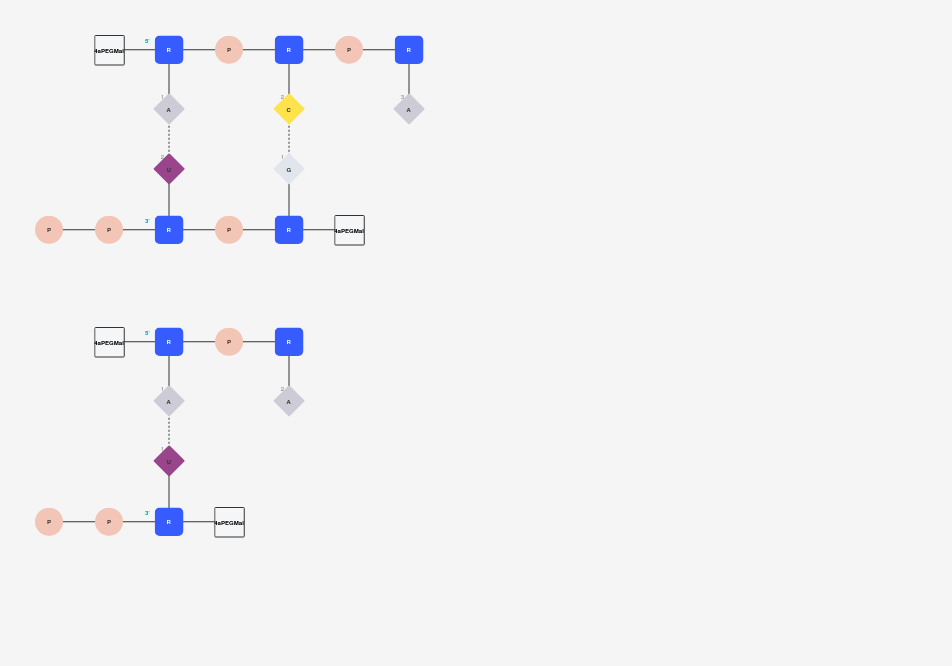 5'
4aPEGMal R P R P R
1 A 2 C 3 A
2 U 1 G
3'
P P R P R 4aPEGMal
5'
4aPEGMal R P R
1 A 2 A
1 U
3'
P P R 4aPEGMal